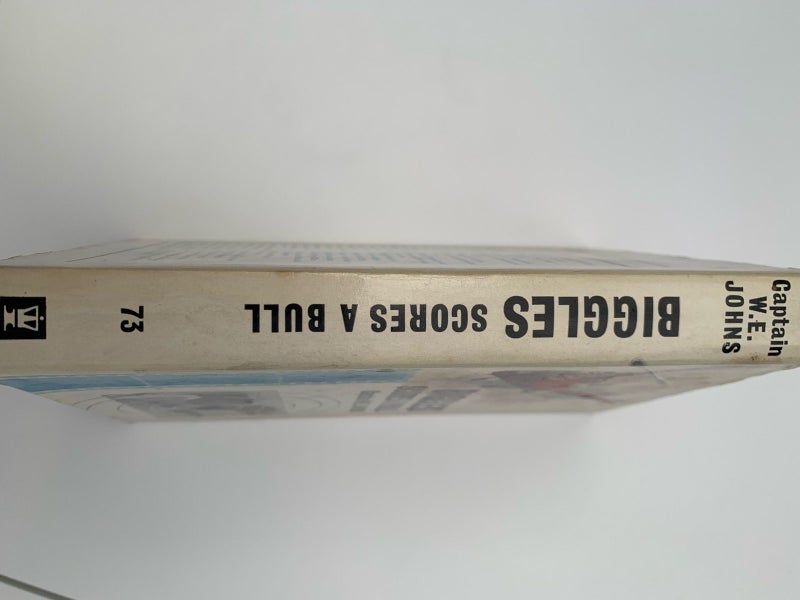 Captain
W.E.
JOHNS
BIGGLES SCORES A BULL
73